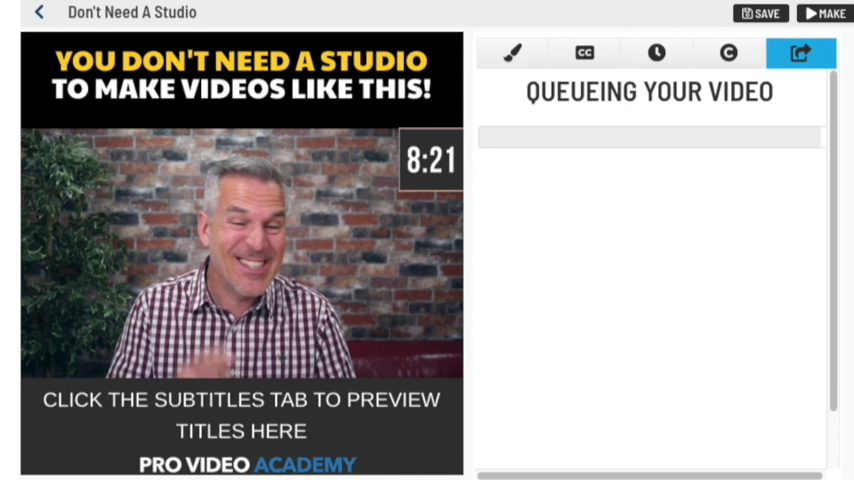 Don't Need A Studio
SAVE
MAKE
YOU DON'T NEED A STUDIO
TO MAKE VIDEOS LIKE THIS!
8:21
CLICK THE SUBTITLES TAB TO PREVIEW
TITLES HERE
PRO VIDEO ACADEMY
CC
C
QUEUEING YOUR VIDEO